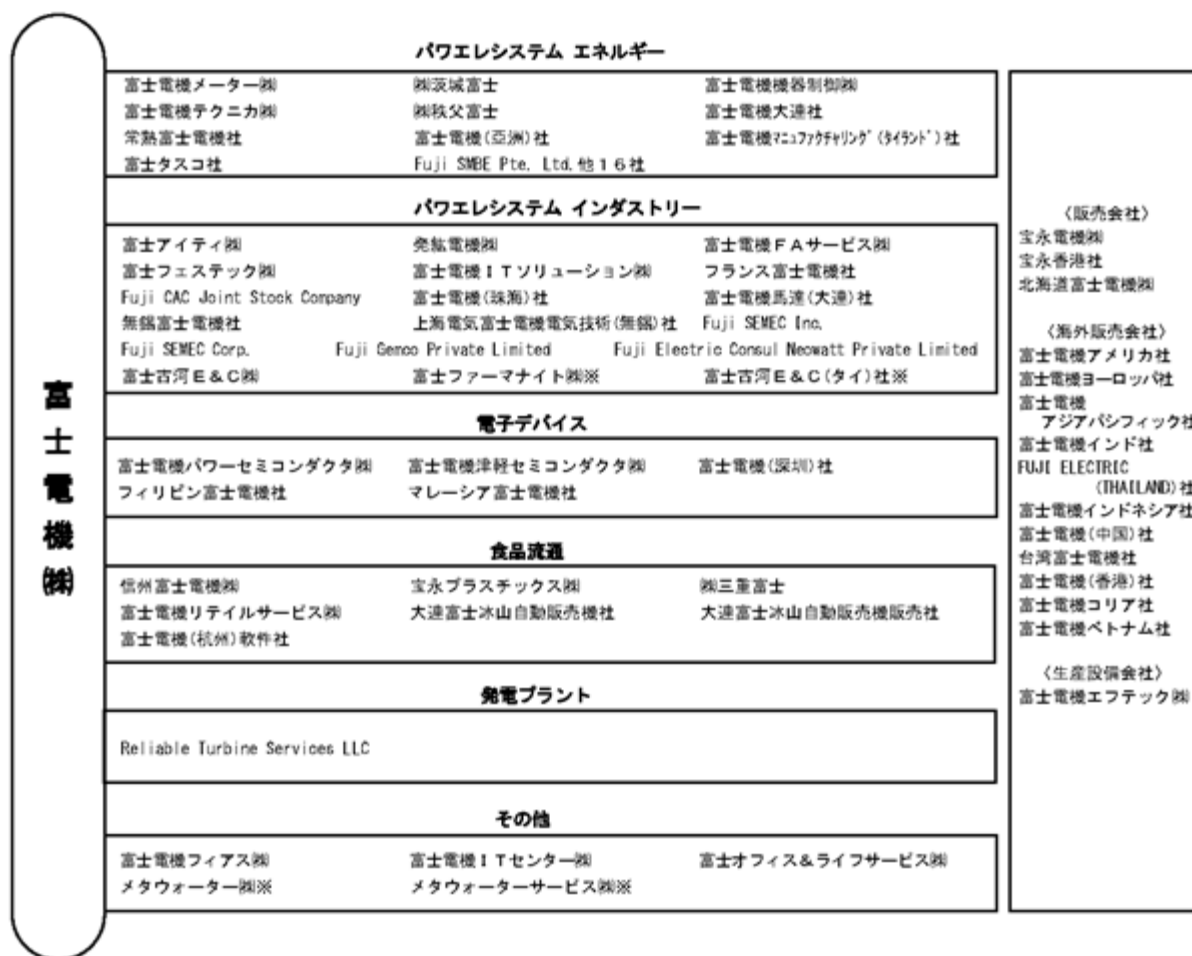 富士電機㈱
パワエレシステム エネルギー
富士電機メーター㈱ ㈱茨城富士 富士電機機器制御㈱
富士電機テクニカ㈱ ㈱秩父富士 富士電機大連社
常熟富士電機社 富士電機(亞洲)社 富士電機ﾏﾆｭﾌｧｸﾁｬﾘﾝｸﾞ(ﾀｲﾗﾝﾄﾞ)社
富士タスコ社 Fuji SMBE Pte. Ltd.他16社
パワエレシステム インダストリー
富士アイティ㈱ 発紘電機㈱ 富士電機FAサービス㈱
富士フェステック㈱ 富士電機ITソリューション㈱ フランス富士電機社
Fuji CAC Joint Stock Company 富士電機(珠海)社 富士電機馬達(大連)社
無錫富士電機社 上海電気富士電機電気技術(無錫)社 Fuji SEMEC Inc.
Fuji SEMEC Corp. Fuji Gemco Private Limited Fuji Electric Consul Neowatt Private Limited
富士古河E&C㈱ 富士ファーマナイト㈱※ 富士古河E&C(タイ)社※
電子デバイス
富士電機パワーセミコンダクタ㈱ 富士電機津軽セミコンダクタ㈱ 富士電機(深圳)社
フィリピン富士電機社 マレーシア富士電機社
食品流通
信州富士電機㈱ 宝永プラスチックス㈱ ㈱三重富士
富士電機リテイルサービス㈱ 大連富士冰山自動販売機社 大連富士冰山自動販売機販売社
富士電機(杭州)軟件社
発電プラント
Reliable Turbine Services LLC
その他
富士電機フィアス㈱ 富士電機ITセンター㈱ 富士オフィス&ライフサービス㈱
メタウォーター㈱※ メタウォーターサービス㈱※
〈販売会社〉
宝永電機㈱
宝永香港社
北海道富士電機㈱
〈海外販売会社〉
富士電機アメリカ社
富士電機ヨーロッパ社
富士電機
アジアパシフィック社
富士電機インド社
FUJI ELECTRIC
(THAILAND)社
富士電機インドネシア社
富士電機(中国)社
台湾富士電機社
富士電機(香港)社
富士電機コリア社
富士電機ベトナム社
〈生産設備会社〉
富士電機エフテック㈱